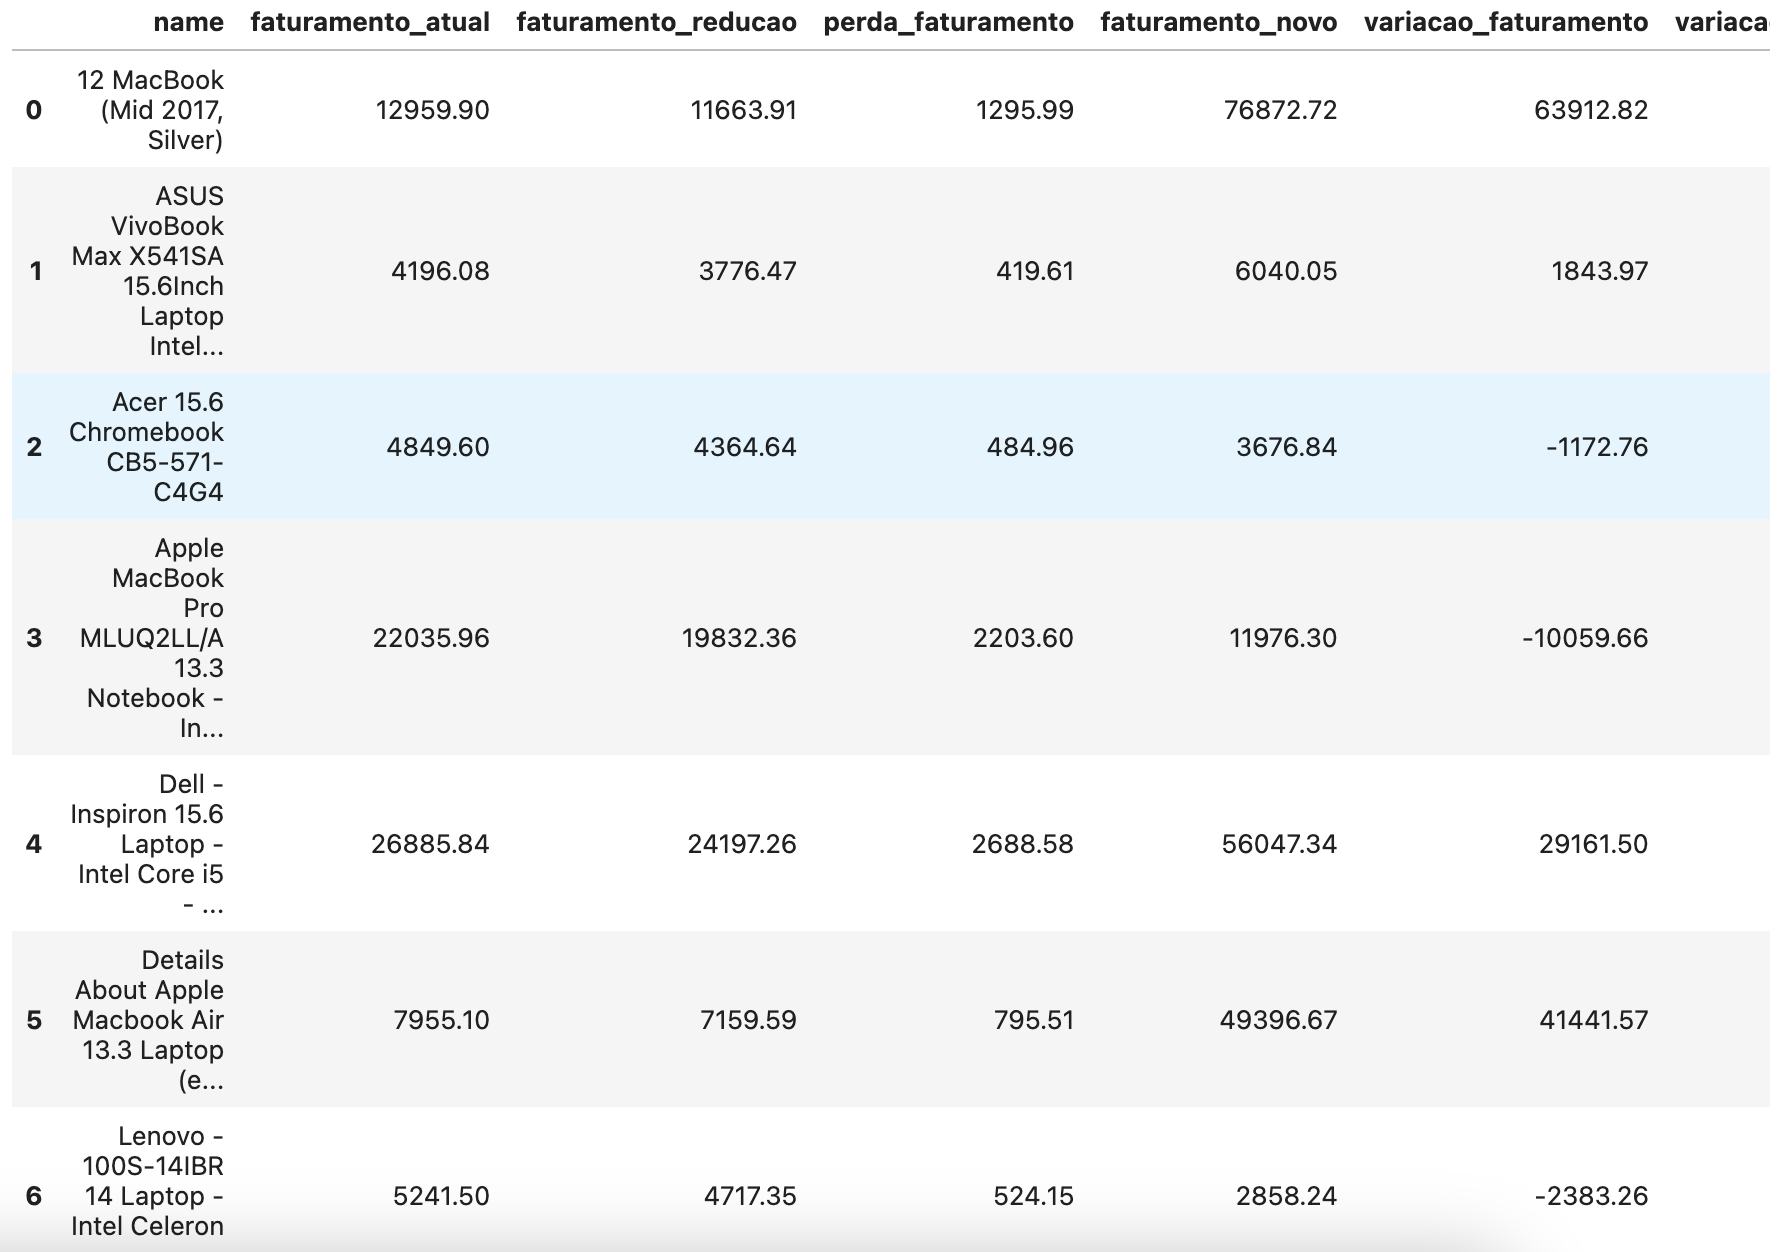 name faturamento_atual faturamento_reducao perda_faturamento faturamento_novo variacao_faturamento
0 12 MacBook (Mid 2017, Silver) 12959.90 11663.91 1295.99 76872.72 63912.82
1 ASUS VivoBook Max X541SA 15.6Inch Laptop Intel... 4196.08 3776.47 419.61 6040.05 1843.97
2 Acer 15.6 Chromebook CB5-571-C4G4 4849.60 4364.64 484.96 3676.84 -1172.76
3 Apple MacBook Pro MLUQ2LL/A 13.3 Notebook - In... 22035.96 19832.36 2203.60 11976.30 -10059.66
4 Dell - Inspiron 15.6 Laptop - Intel Core i5 - ... 26885.84 24197.26 2688.58 56047.34 29161.50
5 Details About Apple Macbook Air 13.3 Laptop (e... 7955.10 7159.59 795.51 49396.67 41441.57
6 Lenovo - 100S-14IBR 14 Laptop - Intel Celeron 5241.50 4717.35 524.15 2858.24 -2383.26